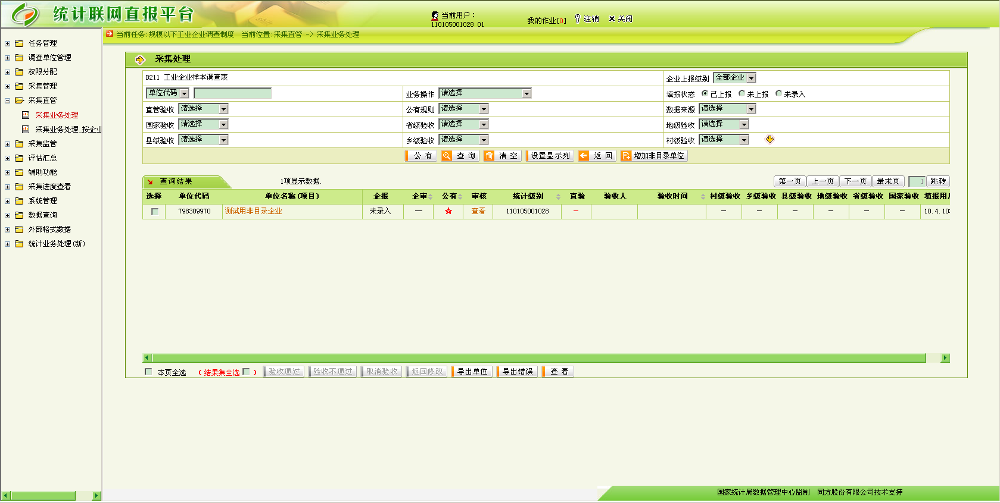 统计联网直报平台
当前用户：
110105001028 01
我的作业[0] 注销 关闭
当前任务:规模以下工业企业调查制度 当前位置:采集直管 -> 采集业务处理
任务管理
调查单位管理
权限分配
采集管理
采集直管
采集业务处理
采集业务处理_按企业
采集监管
评估汇总
辅助功能
采集进度查看
系统管理
数据查询
外部格式数据
统计业务处理(新)
采集处理
B211 工业企业样本调查表 企业上报级别 全部企业
单位代码 业务操作 请选择 填报状态 已上报 未上报 未录入
直管验收 请选择 公有规则 请选择 数据来源 请选择
国家验收 请选择 省级验收 请选择 地级验收 请选择
县级验收 请选择 乡级验收 请选择 村级验收 请选择
公 有 查 询 清 空 设置显示列 返 回 增加非目录单位
查询结果 1项显示数据. 第一页 上一页 下一页 最末页 1 跳转
选择 单位代码 单位名称(项目) 企报 企审 公有 审核 统计级别 直验 验收人 验收时间 村级验收 乡级验收 县级验收 地级验收 省级验收 国家验收 填报用户
798309970 测试用非目录企业 未录入 — ☆ 查看 110105001028 — — — — — — — 10.4.10
本页全选 (结果集全选 ) 验收通过 验收不通过 取消验收 返回修改 导出单位 导出错误 查 看
国家统计局数据管理中心监制 同方股份有限公司技术支持